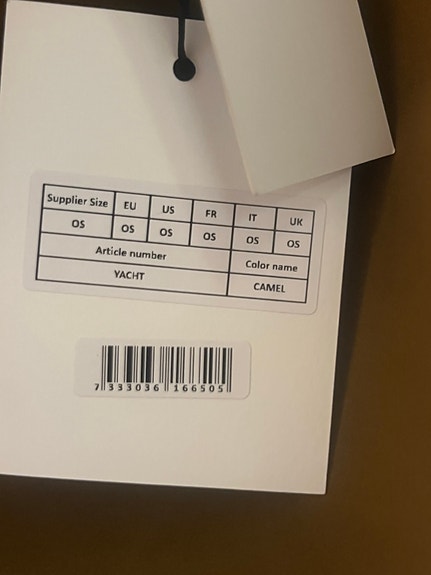 Supplier Size EU US FR IT UK
OS OS OS OS OS OS
Article number Color name
YACHT CAMEL
7 333036 166505